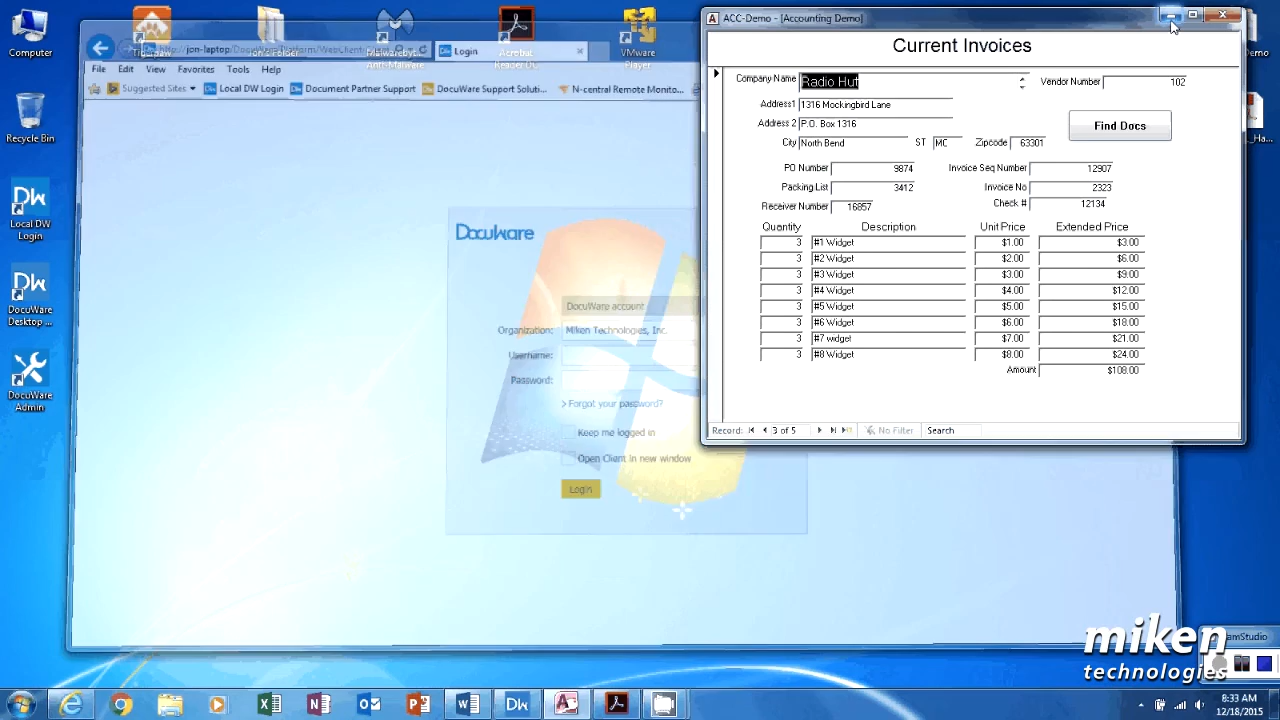 Computer
Recycle Bin
Local DW
Login
DocuWare
Desktop ...
DocuWare
Admin
VMware
Player
Login
File Edit View Favorites Tools Help
Suggested Sites
Local DW Login
Document Partner Support
DocuWare Support Soluti...
N-central Remote Monito...
DocuWare
DocuWare account
Organization: Miken Technologies, Inc.
Username:
Password:
> Forgot your password?
Keep me logged in
Open Client in new window
Login
ACC-Demo - [Accounting Demo]
Current Invoices
Company Name Radio Hut Vendor Number 102
Address1 1316 Mockingbird Lane
Address 2 P.O. Box 1316
Find Docs
City North Bend ST MC Zipcode 63301
PO Number 9874 Invoice Seq Number 12907
Packing List 3412 Invoice No 2323
Receiver Number 16857 Check # 12134
Quantity Description Unit Price Extended Price
3 #1 Widget $1.00 $3.00
3 #2 Widget $2.00 $6.00
3 #3 Widget $3.00 $9.00
3 #4 Widget $4.00 $12.00
3 #5 Widget $5.00 $15.00
3 #6 Widget $6.00 $18.00
3 #7 widget $7.00 $21.00
3 #8 Widget $8.00 $24.00
Amount $108.00
Record: 3 of 5 No Filter Search
miken
technologies
8:33 AM
12/18/2015